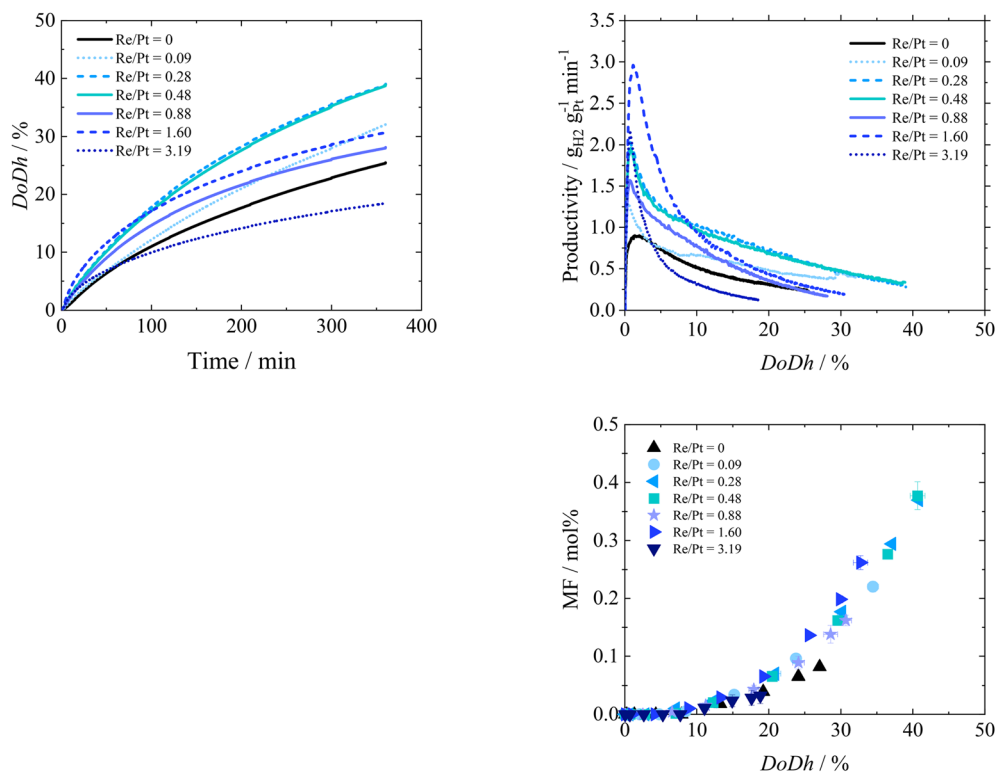 50
40
30
20
10
0
DoDh / %
Re/Pt = 0
Re/Pt = 0.09
Re/Pt = 0.28
Re/Pt = 0.48
Re/Pt = 0.88
Re/Pt = 1.60
Re/Pt = 3.19
0 100 200 300 400
Time / min
3.5
3.0
2.5
2.0
1.5
1.0
0.5
0.0
Productivity / g_H2 g_Pt^-1 min^-1
Re/Pt = 0
Re/Pt = 0.09
Re/Pt = 0.28
Re/Pt = 0.48
Re/Pt = 0.88
Re/Pt = 1.60
Re/Pt = 3.19
0 10 20 30 40 50
DoDh / %
0.5
0.4
0.3
0.2
0.1
0.0
MF / mol%
Re/Pt = 0
Re/Pt = 0.09
Re/Pt = 0.28
Re/Pt = 0.48
Re/Pt = 0.88
Re/Pt = 1.60
Re/Pt = 3.19
0 10 20 30 40 50
DoDh / %